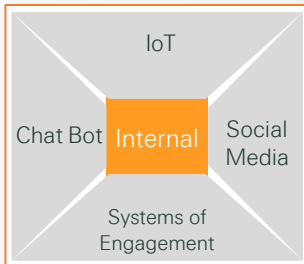 IoT
Chat Bot
Internal
Social
Media
Systems of
Engagement